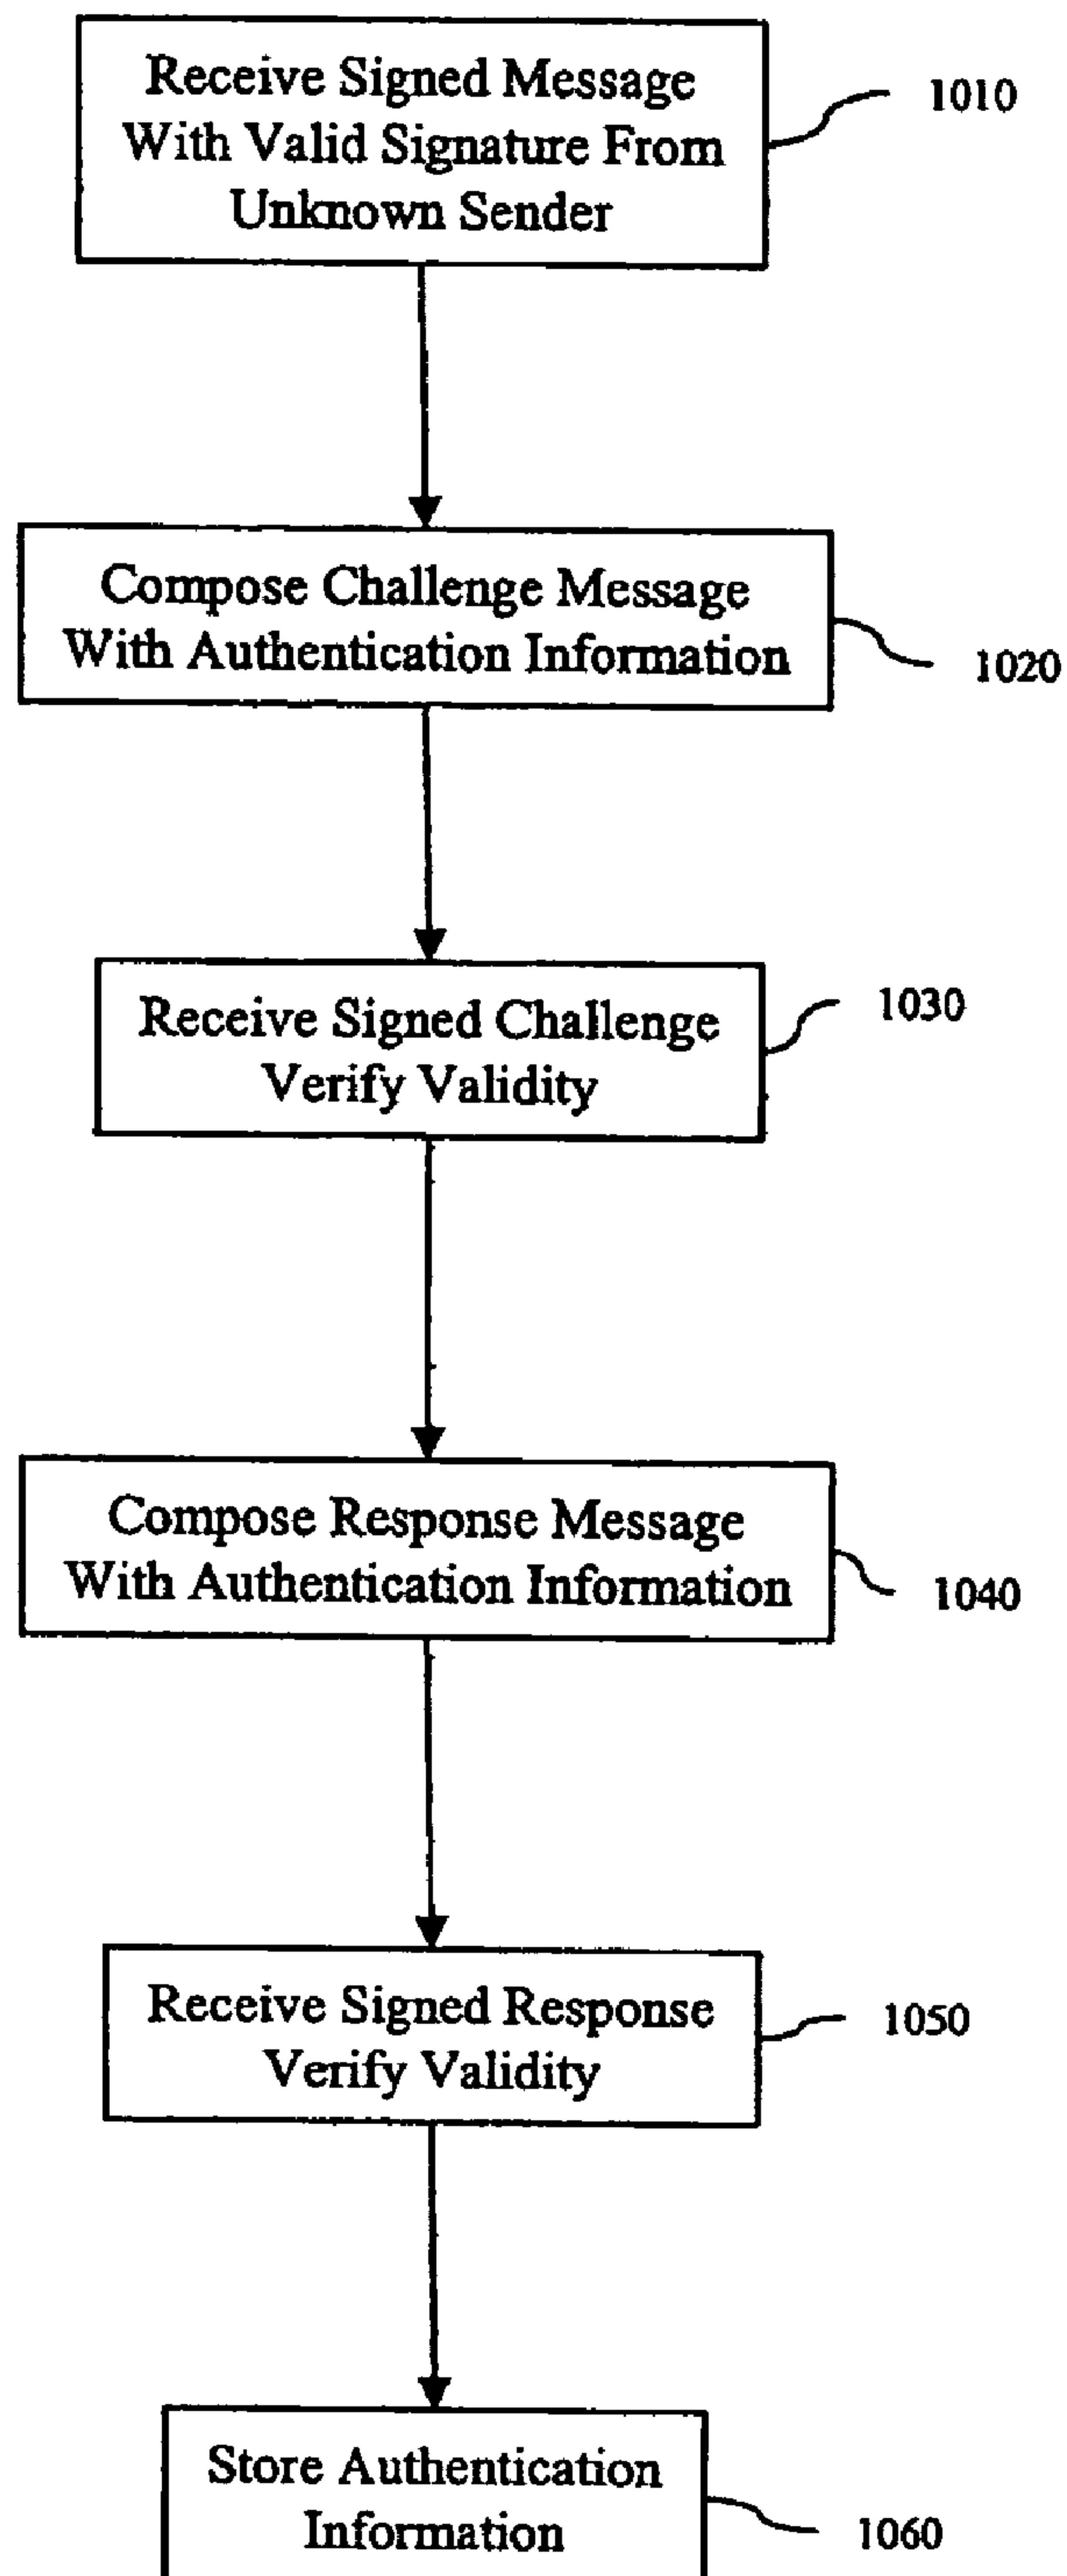 Receive Signed Message
With Valid Signature From
Unknown Sender
1010
Compose Challenge Message
With Authentication Information
1020
Receive Signed Challenge
Verify Validity
1030
Compose Response Message
With Authentication Information
1040
Receive Signed Response
Verify Validity
1050
Store Authentication
Information
1060